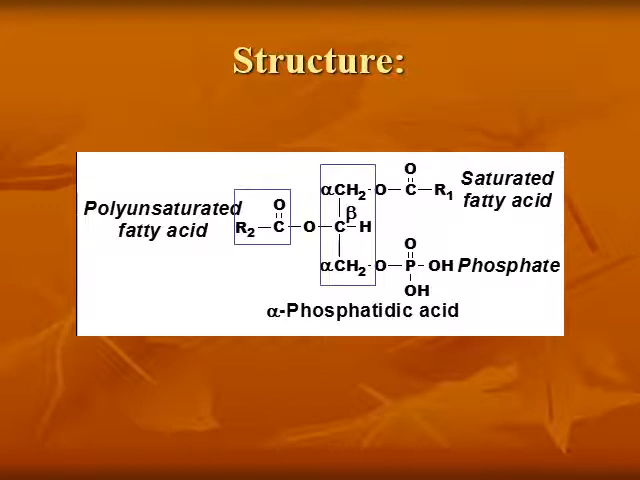 Structure:
O
αCH2 O C R1 Saturated fatty acid
Polyunsaturated fatty acid
O β
R2 C O C H
O
αCH2 O P OH Phosphate
OH
α-Phosphatidic acid